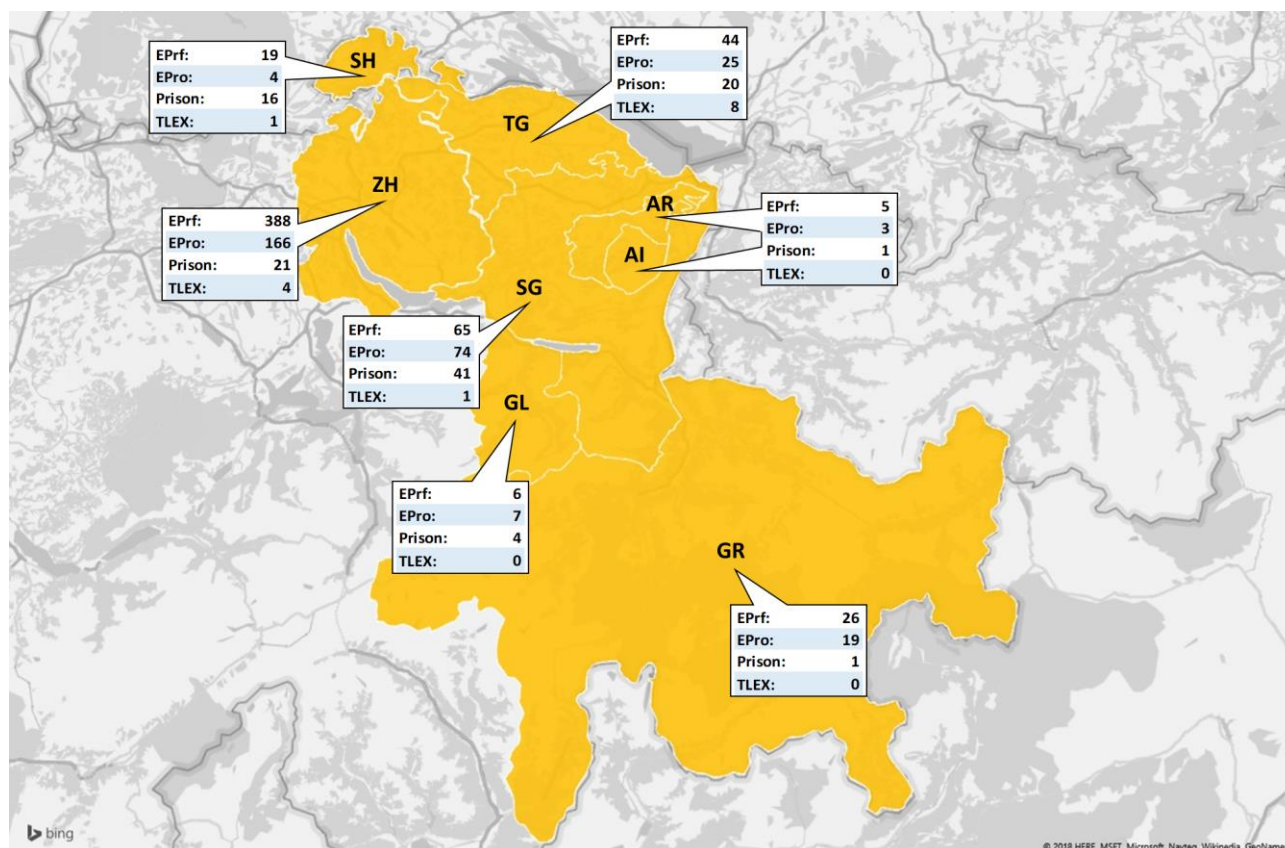 SH
EPrf: 19
EPro: 4
Prison: 16
TLEX: 1
EPrf: 44
EPro: 25
Prison: 20
TLEX: 8
TG
ZH
EPrf: 388
EPro: 166
Prison: 21
TLEX: 4
AR
AI
EPrf: 5
EPro: 3
Prison: 1
TLEX: 0
SG
EPrf: 65
EPro: 74
Prison: 41
TLEX: 1
GL
EPrf: 6
EPro: 7
Prison: 4
TLEX: 0
GR
EPrf: 26
EPro: 19
Prison: 1
TLEX: 0
bing
© 2018 HERE, MSFT, Microsoft, Navteq, Wikipedia, GeoName